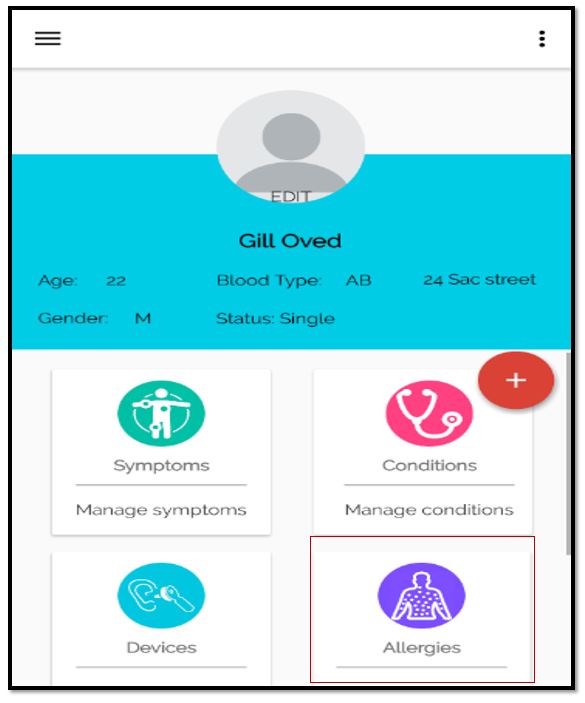 EDIT
Gill Oved
Age: 22 Blood Type: AB 24 Sac street
Gender: M Status: Single
+
Symptoms
Manage symptoms
Conditions
Manage conditions
Devices
Allergies